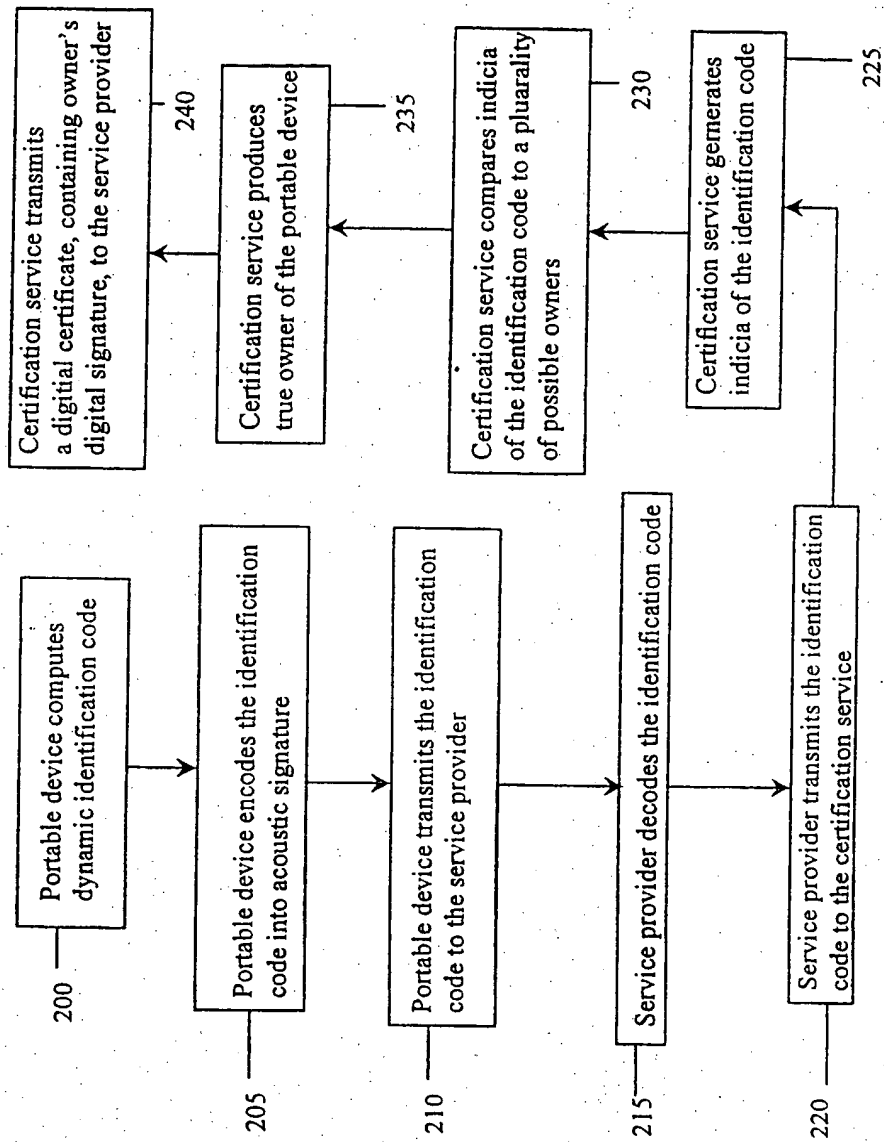 Portable device computes
dynamic identification code
200
Portable device encodes the identification
code into acoustic signature
205
Portable device transmits the identification
code to the service provider
210
Service provider decodes the identification code
215
Service provider transmits the identification
code to the certification service
220
Certification service gemerates
indicia of the identification code
225
Certification service compares indicia
of the identification code to a pluarality
of possible owners
230
Certification service produces
true owner of the portable device
235
Certification service transmits
a digitial certificate, containing owner's
digital signature, to the service provider
240